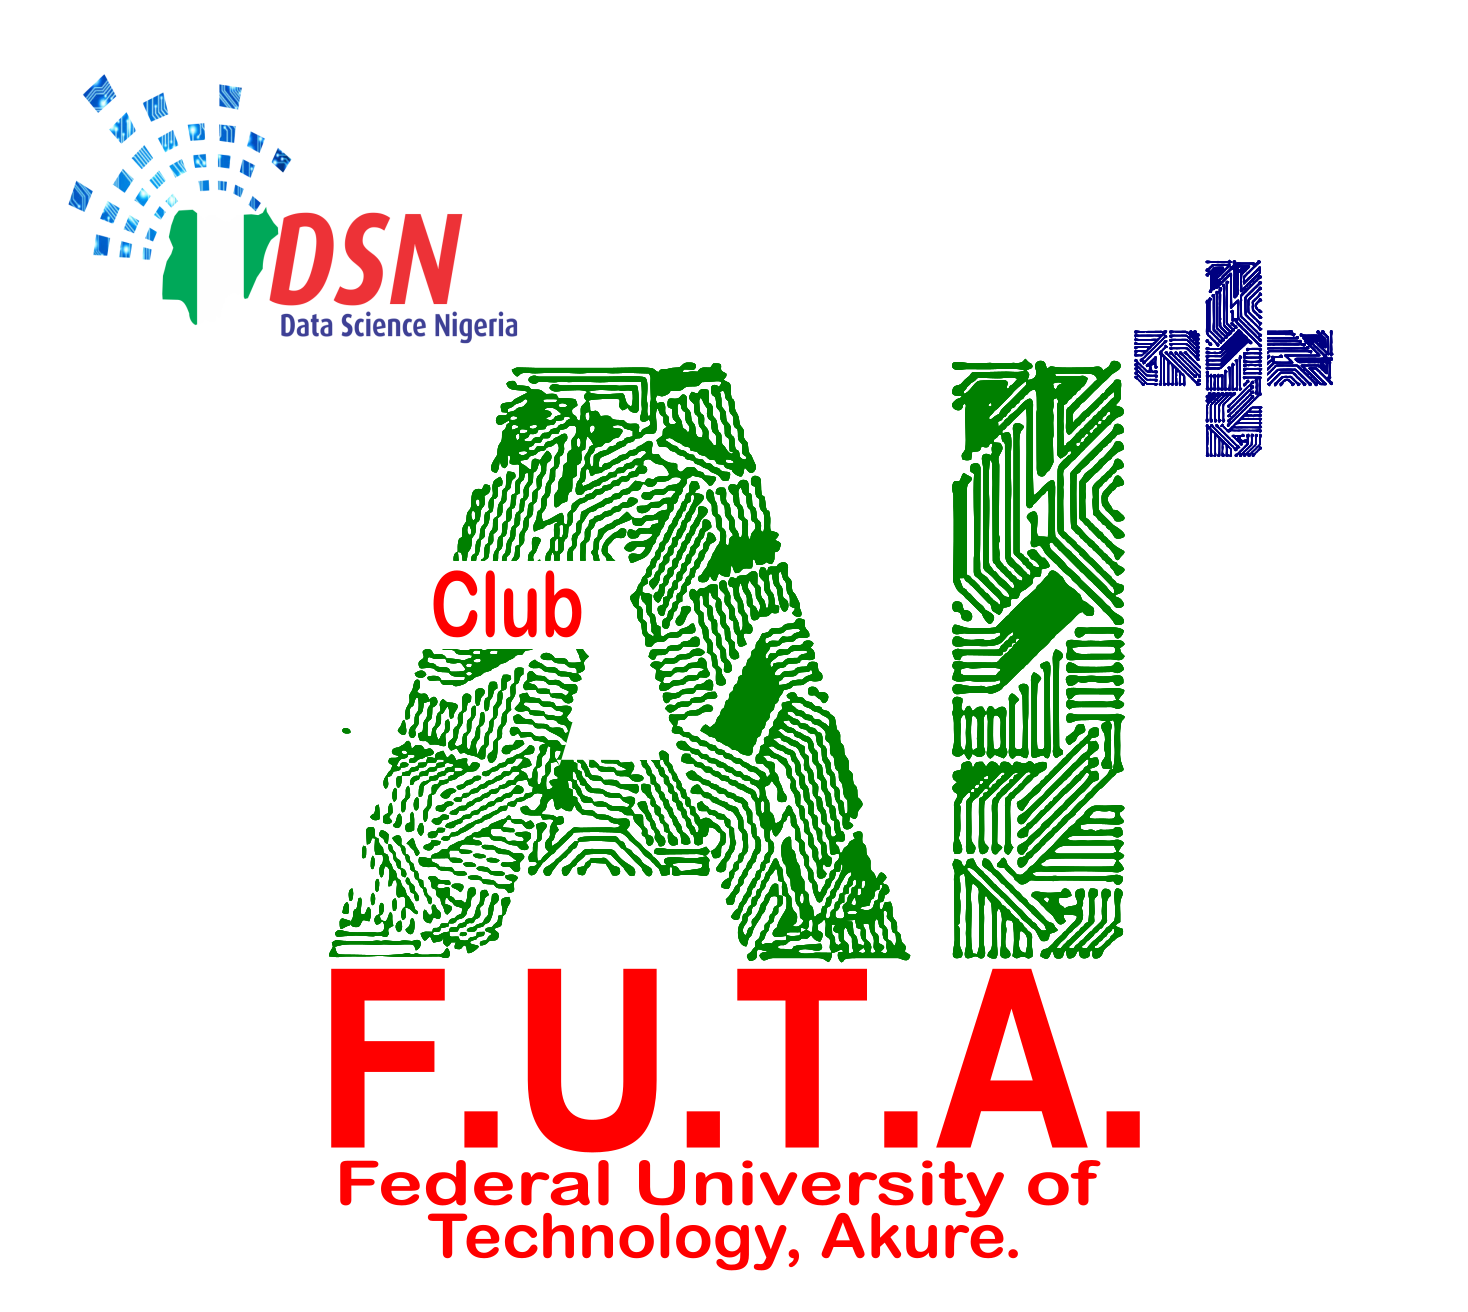 DSN
Data Science Nigeria
AI+
Club
F.U.T.A.
Federal University of
Technology, Akure.